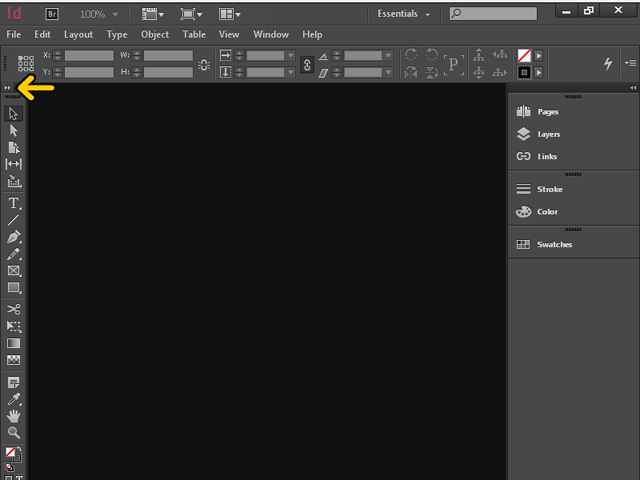 Id Br 100% Essentials
File Edit Layout Type Object Table View Window Help
X: W: P
Y: H:
Pages
Layers
Links
Stroke
Color
Swatches
T
T